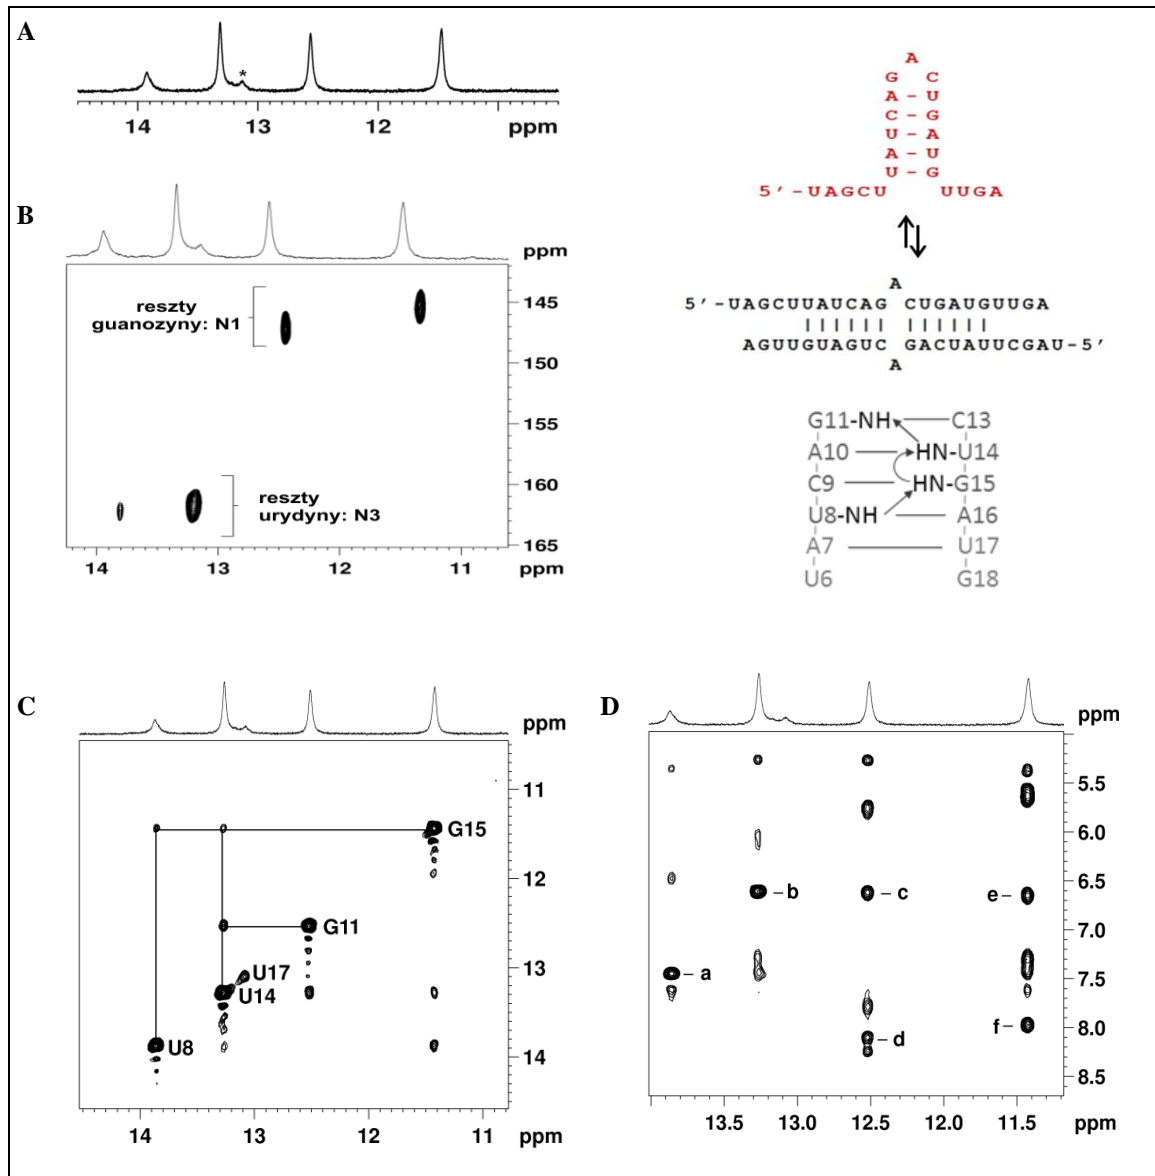 A
*
14 13 12 ppm
B
ppm
reszty
guanozyny: N1
reszty
urydyny: N3
145
150
155
160
165
14 13 12 11 ppm
A
G C
A – U
C – G
U – A
A – U
U – G
5' – UAGCU UUGA
A
5' – UAGCUUAUCAG CUGAUGUUGA
| | | | | | | | | | | |
AGUUGUAGUC GACUAUUCGAU – 5'
A
G11-NH C13
A10 HN-U14
C9 HN-G15
U8-NH A16
A7 U17
U6 G18
C
ppm
G15
G11
U17
U14
U8
11
12
13
14
14 13 12 11 ppm
D
ppm
– a
– b
– c
– d
e –
f –
5.5
6.0
6.5
7.0
7.5
8.0
8.5
13.5 13.0 12.5 12.0 11.5 ppm